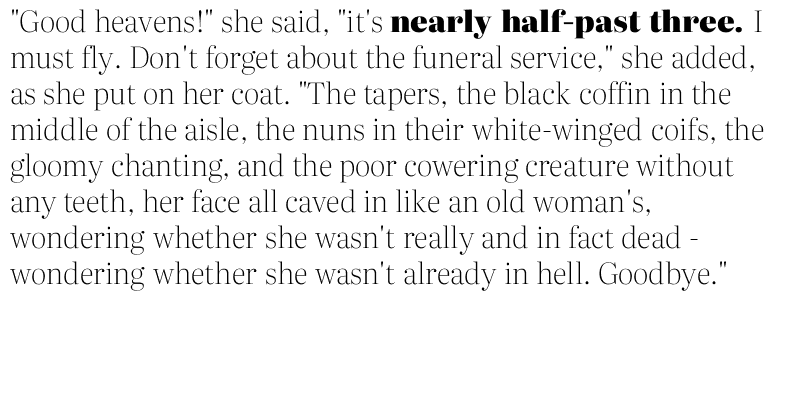 "Good heavens!" she said, "it's nearly half-past three. I
must fly. Don't forget about the funeral service," she added,
as she put on her coat. "The tapers, the black coffin in the
middle of the aisle, the nuns in their white-winged coifs, the
gloomy chanting, and the poor cowering creature without
any teeth, her face all caved in like an old woman's,
wondering whether she wasn't really and in fact dead -
wondering whether she wasn't already in hell. Goodbye."